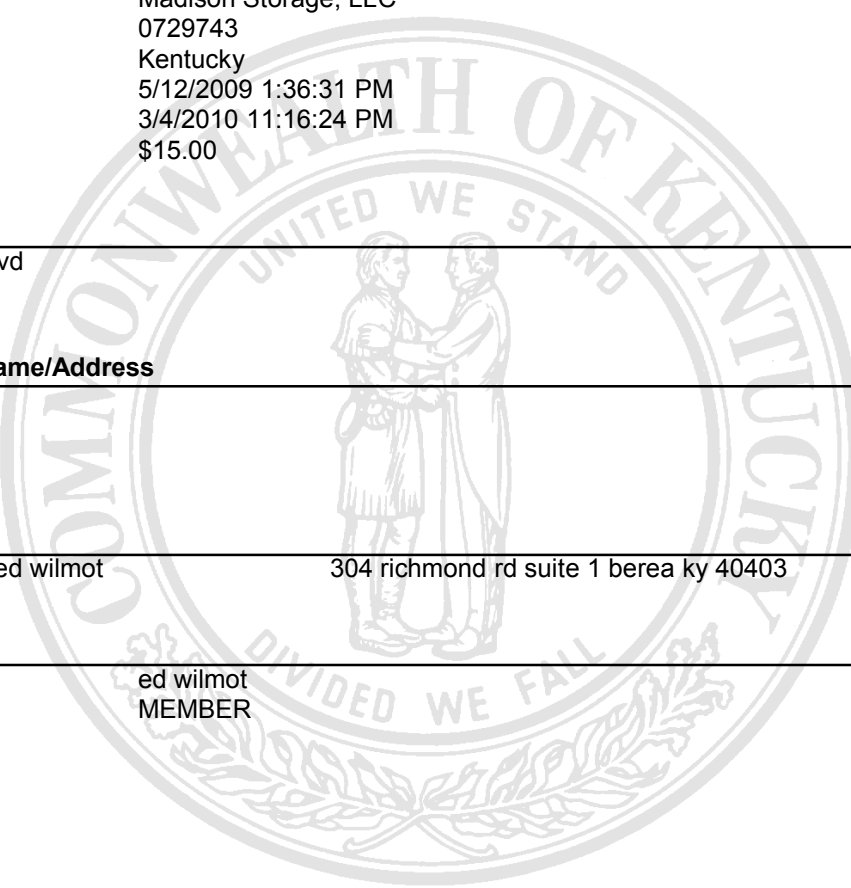 Madison Storage, LLC
0729743
Kentucky
5/12/2009 1:36:31 PM
3/4/2010 11:16:24 PM
$15.00
COMMONWEALTH OF KENTUCKY
UNITED WE STAND
vd
ame/Address
ed wilmot 304 richmond rd suite 1 berea ky 40403
DIVIDED WE FALL
ed wilmot
MEMBER